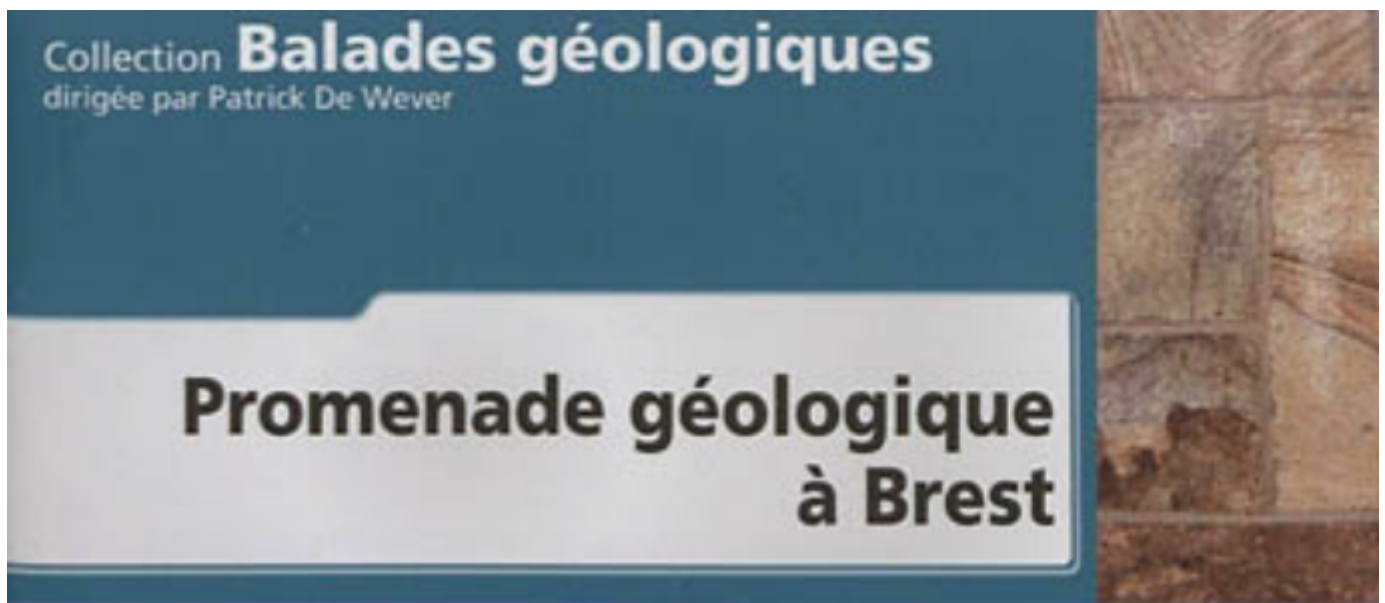 Collection Balades géologiques
dirigée par Patrick De Wever
Promenade géologique
à Brest